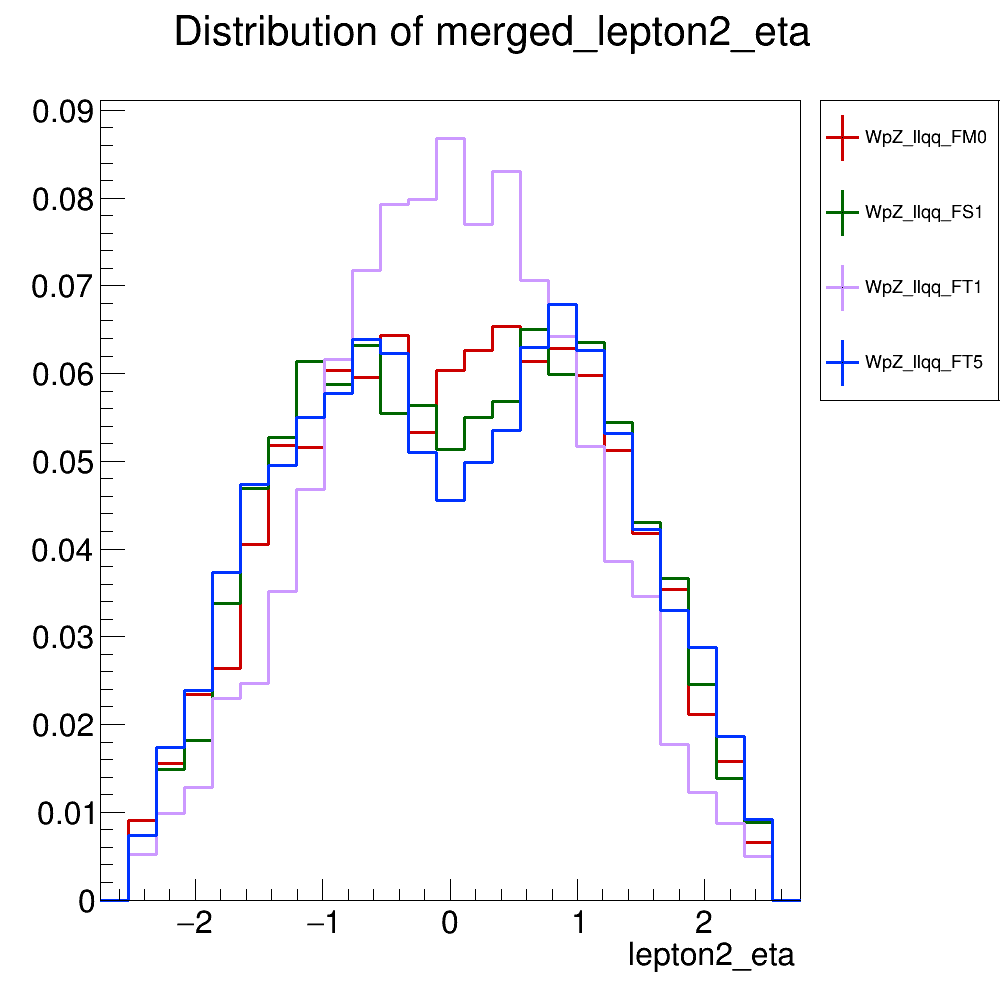 Distribution of merged_lepton2_eta
0.09
0.08
0.07
0.06
0.05
0.04
0.03
0.02
0.01
0
−2 −1 0 1 2
lepton2_eta
WpZ_llqq_FM0
WpZ_llqq_FS1
WpZ_llqq_FT1
WpZ_llqq_FT5